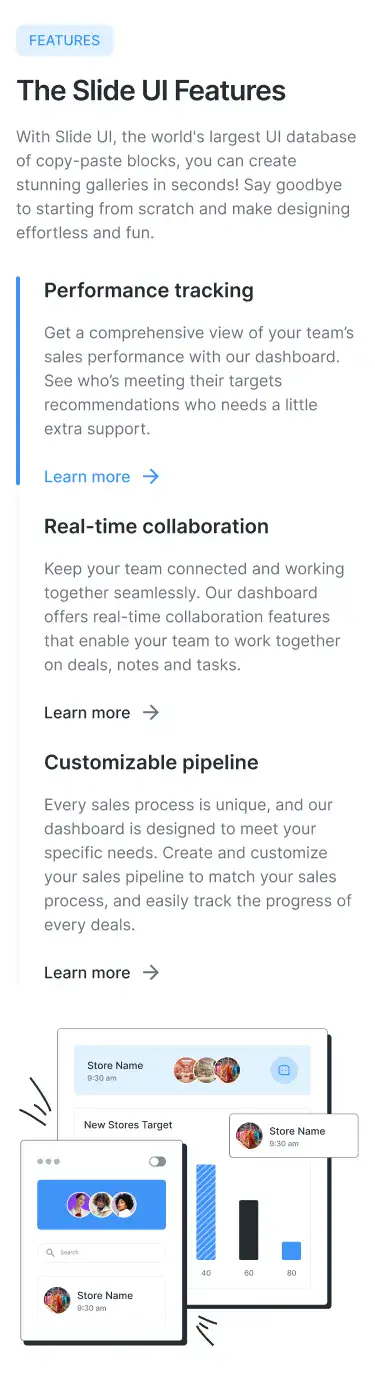 FEATURES
The Slide UI Features
With Slide UI, the world's largest UI database
of copy-paste blocks, you can create
stunning galleries in seconds! Say goodbye
to starting from scratch and make designing
effortless and fun.
Performance tracking
Get a comprehensive view of your team’s
sales performance with our dashboard.
See who’s meeting their targets
recommendations who needs a little
extra support.
Learn more
Real-time collaboration
Keep your team connected and working
together seamlessly. Our dashboard
offers real-time collaboration features
that enable your team to work together
on deals, notes and tasks.
Learn more
Customizable pipeline
Every sales process is unique, and our
dashboard is designed to meet your
specific needs. Create and customize
your sales pipeline to match your sales
process, and easily track the progress of
every deals.
Learn more
Store Name
9:30 am
New Stores Target
Store Name
9:30 am
40 60 80
Search
Store Name
9:30 am